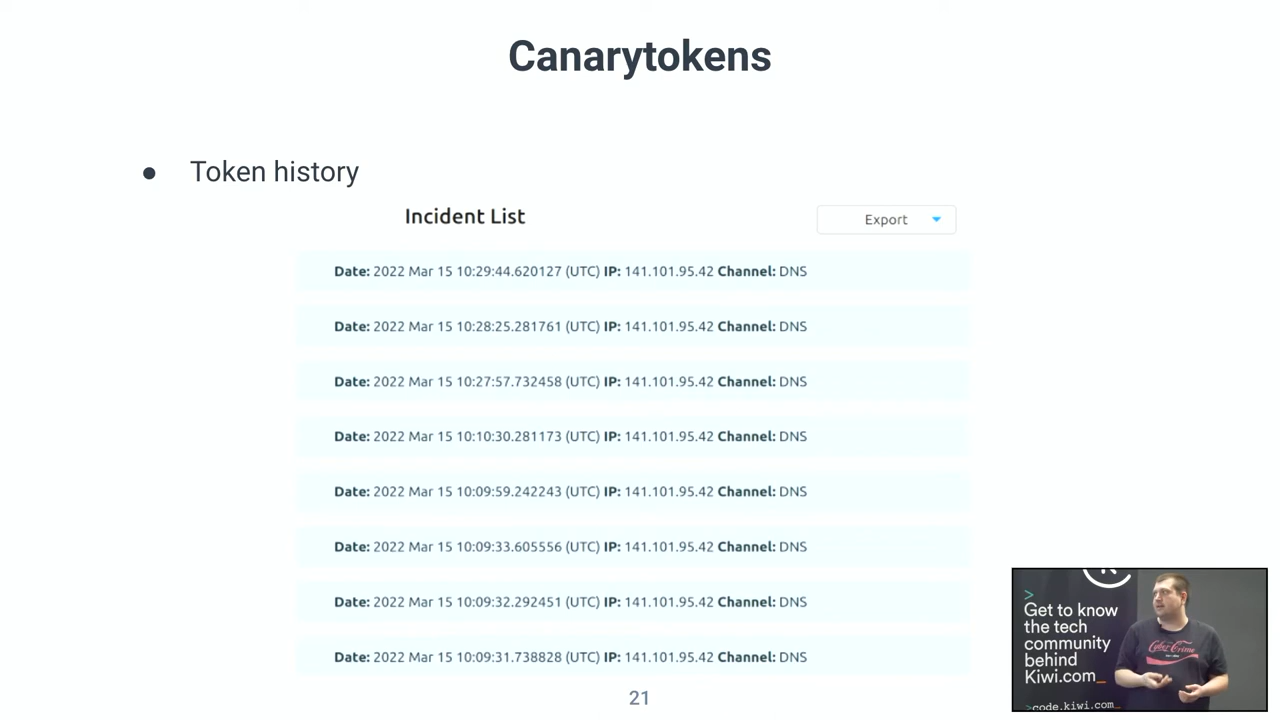 Canarytokens
● Token history
Incident List
Export
Date: 2022 Mar 15 10:29:44.620127 (UTC) IP: 141.101.95.42 Channel: DNS
Date: 2022 Mar 15 10:28:25.281761 (UTC) IP: 141.101.95.42 Channel: DNS
Date: 2022 Mar 15 10:27:57.732458 (UTC) IP: 141.101.95.42 Channel: DNS
Date: 2022 Mar 15 10:10:30.281173 (UTC) IP: 141.101.95.42 Channel: DNS
Date: 2022 Mar 15 10:09:59.242243 (UTC) IP: 141.101.95.42 Channel: DNS
Date: 2022 Mar 15 10:09:33.605556 (UTC) IP: 141.101.95.42 Channel: DNS
Date: 2022 Mar 15 10:09:32.292451 (UTC) IP: 141.101.95.42 Channel: DNS
Date: 2022 Mar 15 10:09:31.738828 (UTC) IP: 141.101.95.42 Channel: DNS
21
>
Get to know
the tech
community
behind
Kiwi.com_
>code.kiwi.com_
Cyber Crime